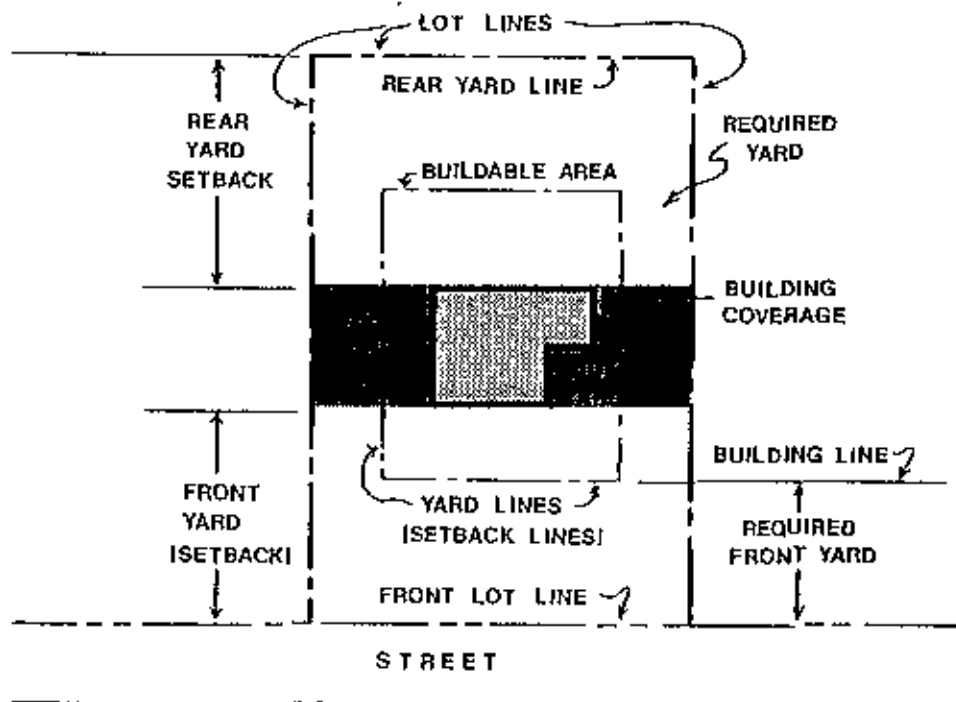 LOT LINES
REAR YARD LINE
REAR
YARD
SETBACK
REQUIRED
YARD
BUILDABLE AREA
BUILDING
COVERAGE
BUILDING LINE
FRONT
YARD
[SETBACK]
YARD LINES
[SETBACK LINES]
REQUIRED
FRONT YARD
FRONT LOT LINE
STREET